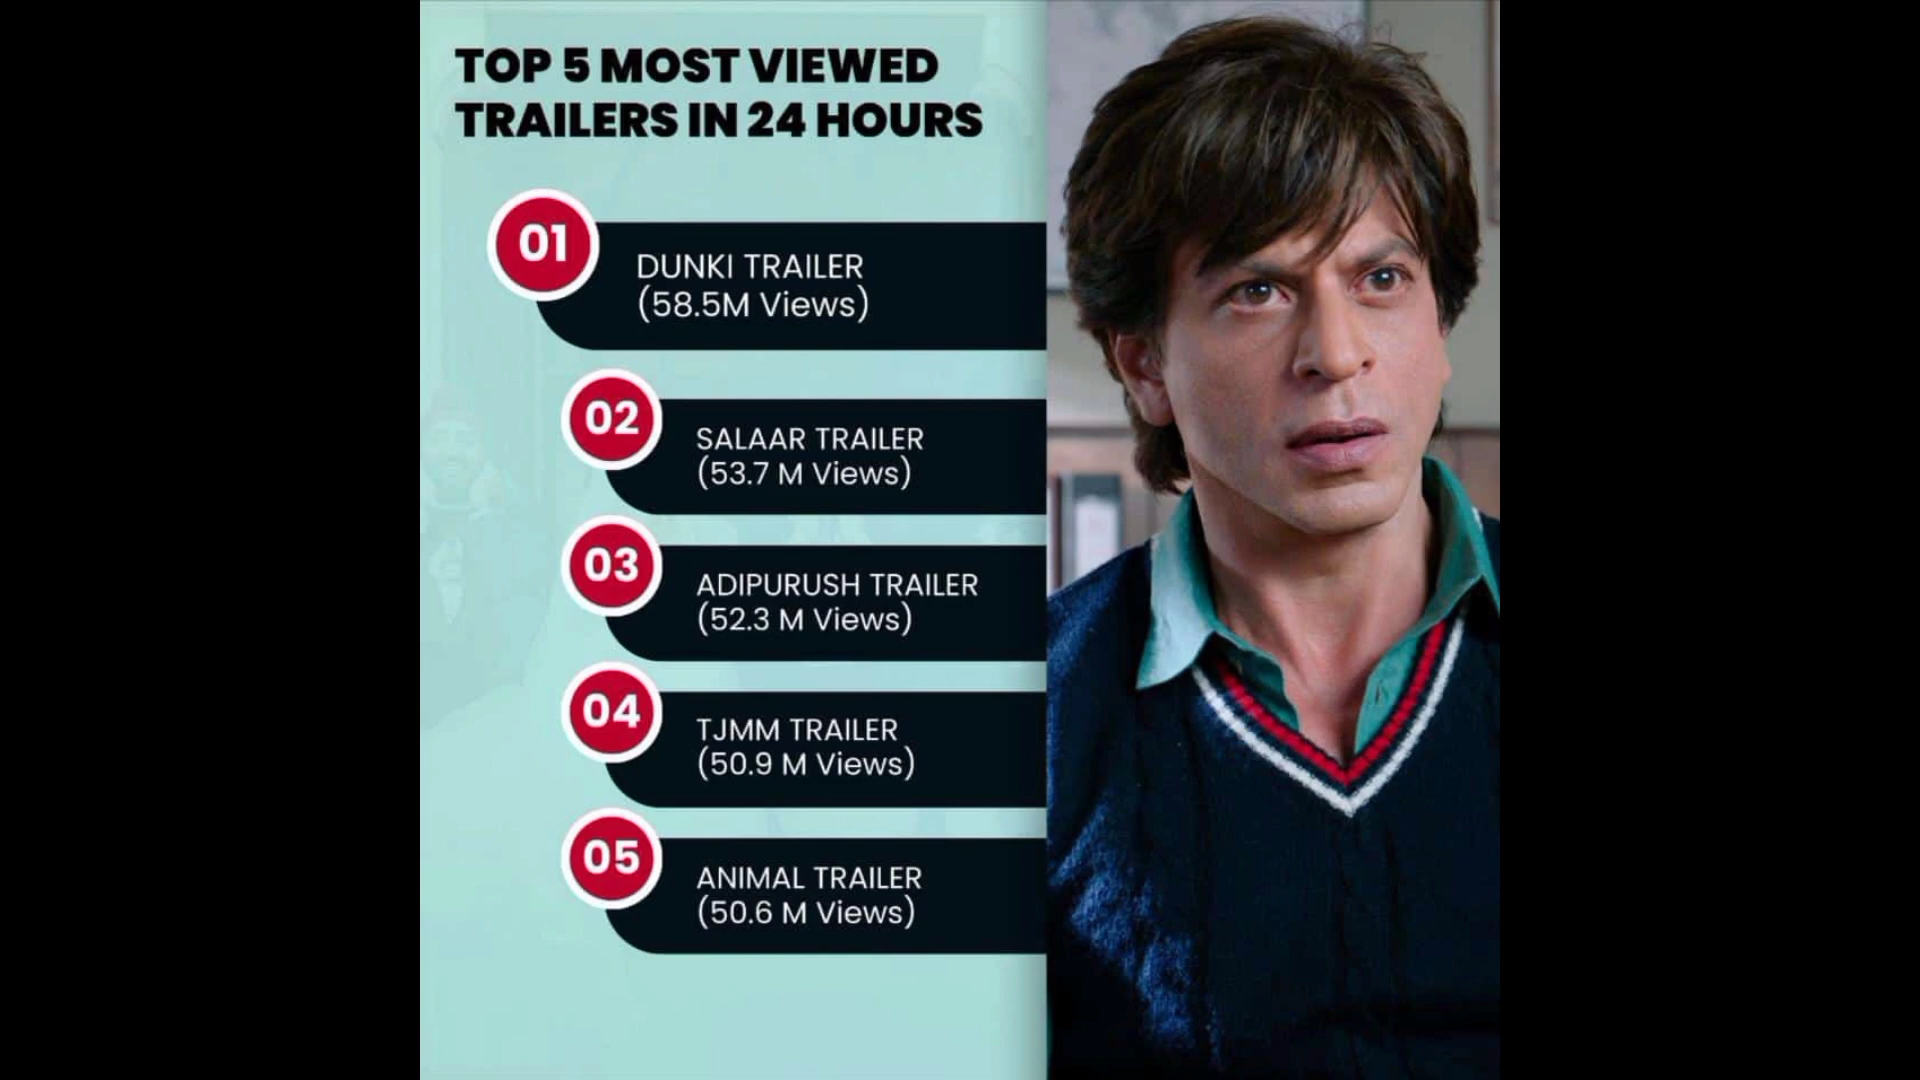 TOP 5 MOST VIEWED
TRAILERS IN 24 HOURS
01
DUNKI TRAILER
(58.5M Views)
02
SALAAR TRAILER
(53.7 M Views)
03
ADIPURUSH TRAILER
(52.3 M Views)
04
TJMM TRAILER
(50.9 M Views)
05
ANIMAL TRAILER
(50.6 M Views)